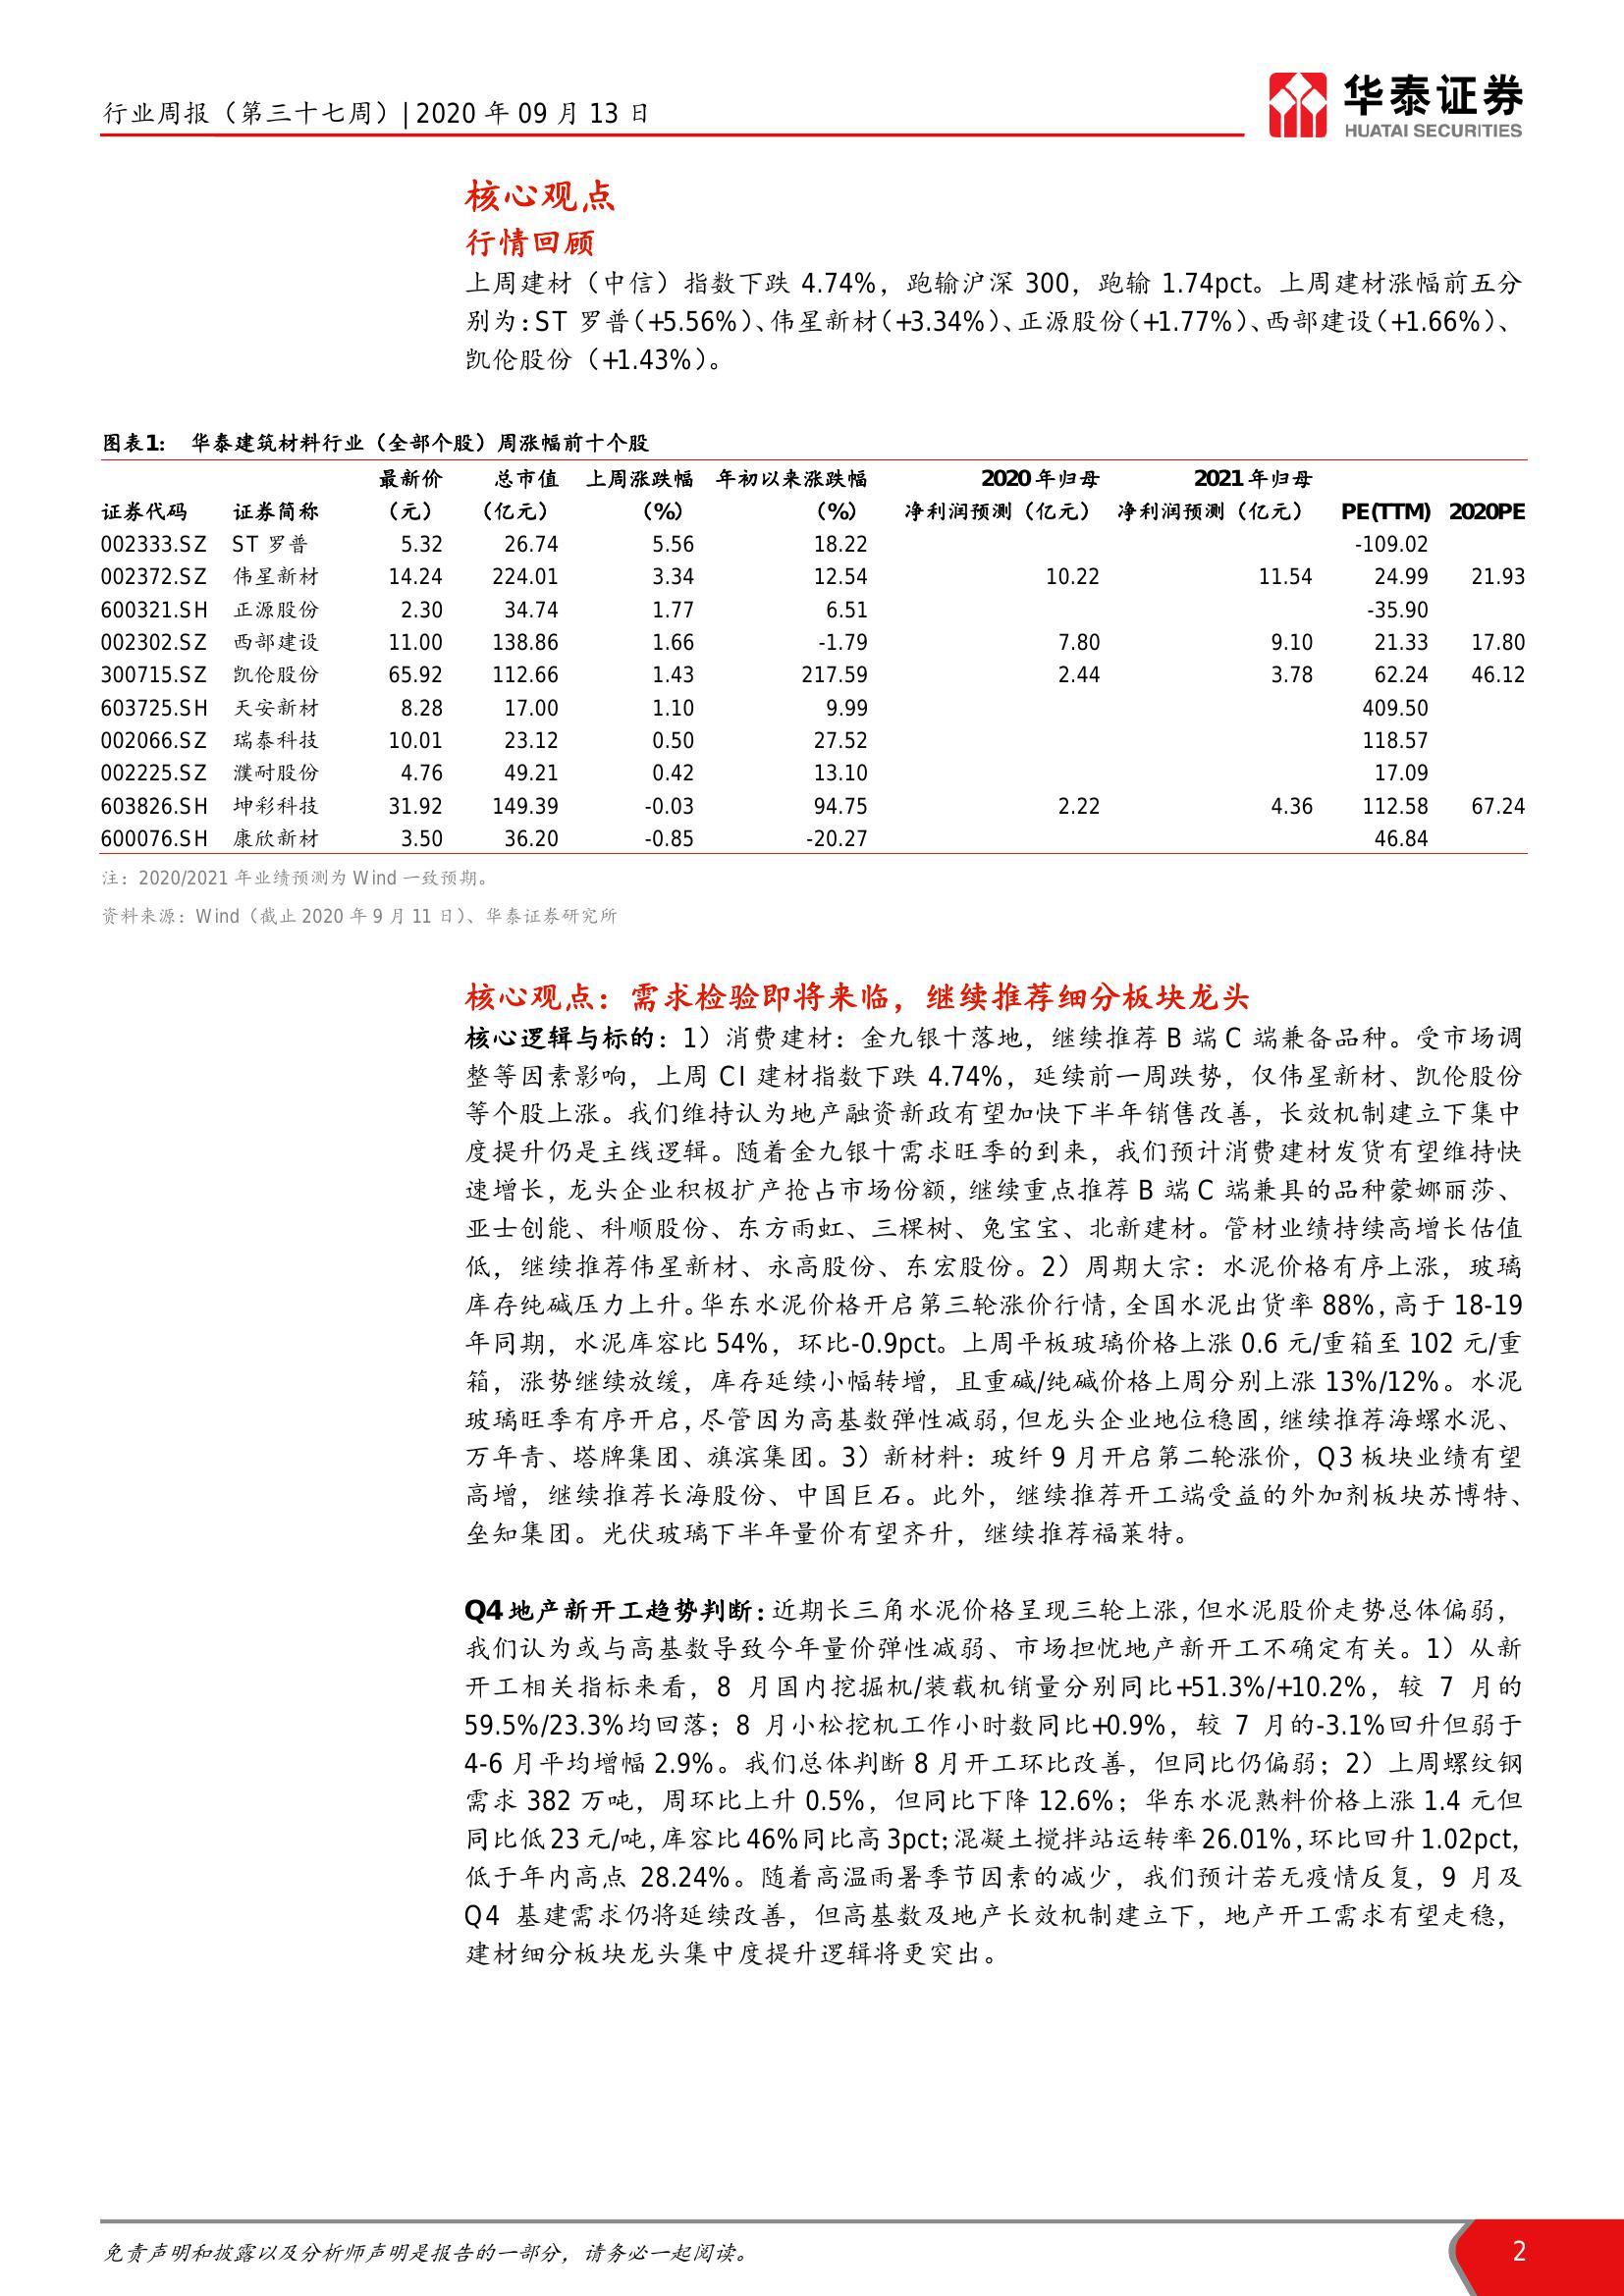 行业周报（第三十七周）|2020 年 09 月 13 日
华泰证券
HUATAI SECURITIES
核心观点
行情回顾
上周建材（中信）指数下跌 4.74%，跑输沪深 300，跑输 1.74pct。上周建材涨幅前五分
别为：ST 罗普（+5.56%）、伟星新材（+3.34%）、正源股份（+1.77%）、西部建设（+1.66%）、
凯伦股份（+1.43%）。
图表1： 华泰建筑材料行业（全部个股）周涨幅前十个股
最新价 总市值 上周涨跌幅 年初以来涨跌幅 2020 年归母 2021 年归母
证券代码 证券简称 （元） （亿元） （%） （%） 净利润预测（亿元） 净利润预测（亿元） PE(TTM) 2020PE
002333.SZ ST 罗普 5.32 26.74 5.56 18.22 -109.02
002372.SZ 伟星新材 14.24 224.01 3.34 12.54 10.22 11.54 24.99 21.93
600321.SH 正源股份 2.30 34.74 1.77 6.51 -35.90
002302.SZ 西部建设 11.00 138.86 1.66 -1.79 7.80 9.10 21.33 17.80
300715.SZ 凯伦股份 65.92 112.66 1.43 217.59 2.44 3.78 62.24 46.12
603725.SH 天安新材 8.28 17.00 1.10 9.99 409.50
002066.SZ 瑞泰科技 10.01 23.12 0.50 27.52 118.57
002225.SZ 濮耐股份 4.76 49.21 0.42 13.10 17.09
603826.SH 坤彩科技 31.92 149.39 -0.03 94.75 2.22 4.36 112.58 67.24
600076.SH 康欣新材 3.50 36.20 -0.85 -20.27 46.84
注：2020/2021 年业绩预测为 Wind 一致预期。
资料来源：Wind（截止 2020 年 9 月 11 日）、华泰证券研究所
核心观点：需求检验即将来临，继续推荐细分板块龙头
核心逻辑与标的：1）消费建材：金九银十落地，继续推荐 B 端 C 端兼备品种。受市场调
整等因素影响，上周 CI 建材指数下跌 4.74%，延续前一周跌势，仅伟星新材、凯伦股份
等个股上涨。我们维持认为地产融资新政有望加快下半年销售改善，长效机制建立下集中
度提升仍是主线逻辑。随着金九银十需求旺季的到来，我们预计消费建材发货有望维持快
速增长，龙头企业积极扩产抢占市场份额，继续重点推荐 B 端 C 端兼具的品种蒙娜丽莎、
亚士创能、科顺股份、东方雨虹、三棵树、兔宝宝、北新建材。管材业绩持续高增长估值
低，继续推荐伟星新材、永高股份、东宏股份。2）周期大宗：水泥价格有序上涨，玻璃
库存纯碱压力上升。华东水泥价格开启第三轮涨价行情，全国水泥出货率 88%，高于 18-19
年同期，水泥库容比 54%，环比-0.9pct。上周平板玻璃价格上涨 0.6 元/重箱至 102 元/重
箱，涨势继续放缓，库存延续小幅转增，且重碱/纯碱价格上周分别上涨 13%/12%。水泥
玻璃旺季有序开启，尽管因为高基数弹性减弱，但龙头企业地位稳固，继续推荐海螺水泥、
万年青、塔牌集团、旗滨集团。3）新材料：玻纤 9 月开启第二轮涨价，Q3 板块业绩有望
高增，继续推荐长海股份、中国巨石。此外，继续推荐开工端受益的外加剂板块苏博特、
垒知集团。光伏玻璃下半年量价有望齐升，继续推荐福莱特。
Q4 地产新开工趋势判断：近期长三角水泥价格呈现三轮上涨，但水泥股价走势总体偏弱，
我们认为或与高基数导致今年量价弹性减弱、市场担忧地产新开工不确定有关。1）从新
开工相关指标来看，8 月国内挖掘机/装载机销量分别同比+51.3%/+10.2%，较 7 月的
59.5%/23.3%均回落；8 月小松挖机工作小时数同比+0.9%，较 7 月的-3.1%回升但弱于
4-6 月平均增幅 2.9%。我们总体判断 8 月开工环比改善，但同比仍偏弱；2）上周螺纹钢
需求 382 万吨，周环比上升 0.5%，但同比下降 12.6%；华东水泥熟料价格上涨 1.4 元但
同比低 23 元/吨，库容比 46%同比高 3pct；混凝土搅拌站运转率 26.01%，环比回升 1.02pct，
低于年内高点 28.24%。随着高温雨暑季节因素的减少，我们预计若无疫情反复，9 月及
Q4 基建需求仍将延续改善，但高基数及地产长效机制建立下，地产开工需求有望走稳，
建材细分板块龙头集中度提升逻辑将更突出。
免责声明和披露以及分析师声明是报告的一部分，请务必一起阅读。
2